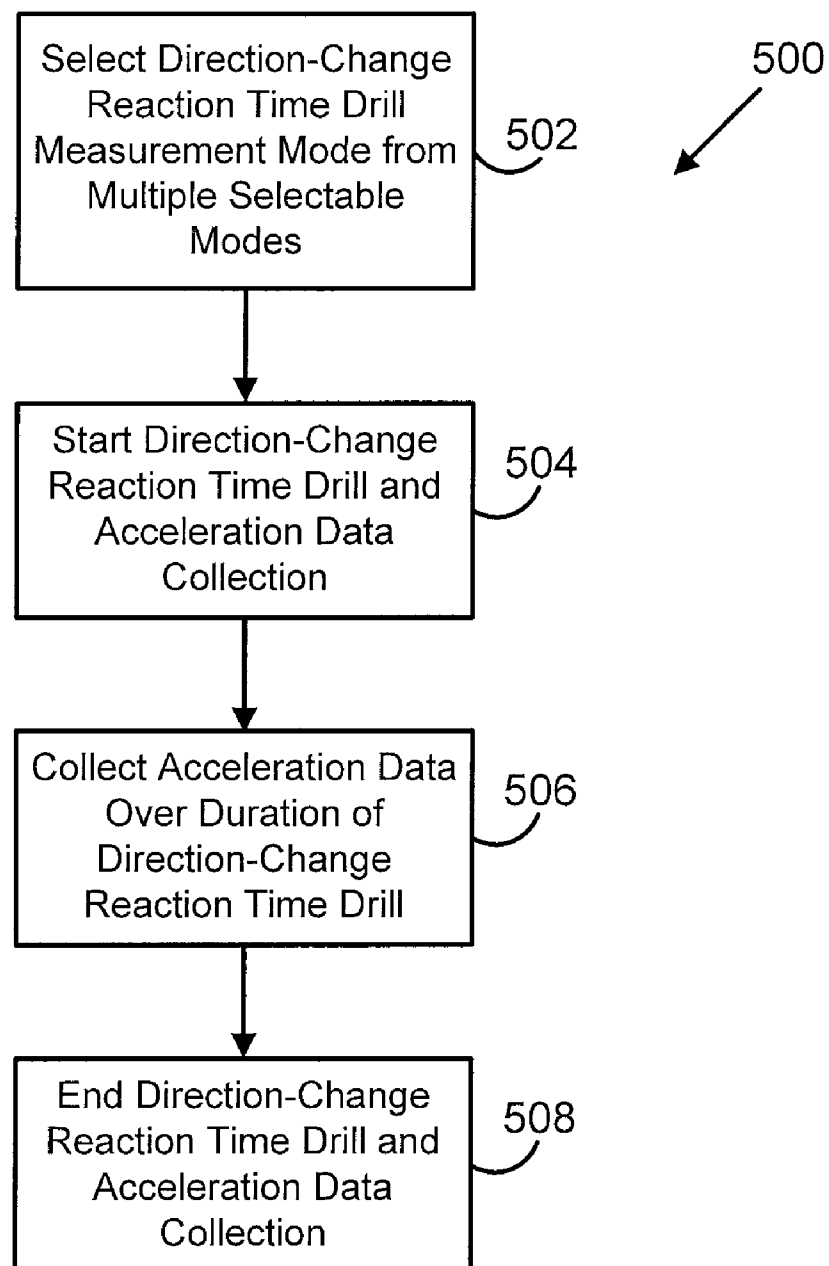 500
Select Direction-Change
Reaction Time Drill
Measurement Mode from
Multiple Selectable
Modes
502
Start Direction-Change
Reaction Time Drill and
Acceleration Data
Collection
504
Collect Acceleration Data
Over Duration of
Direction-Change
Reaction Time Drill
506
End Direction-Change
Reaction Time Drill and
Acceleration Data
Collection
508